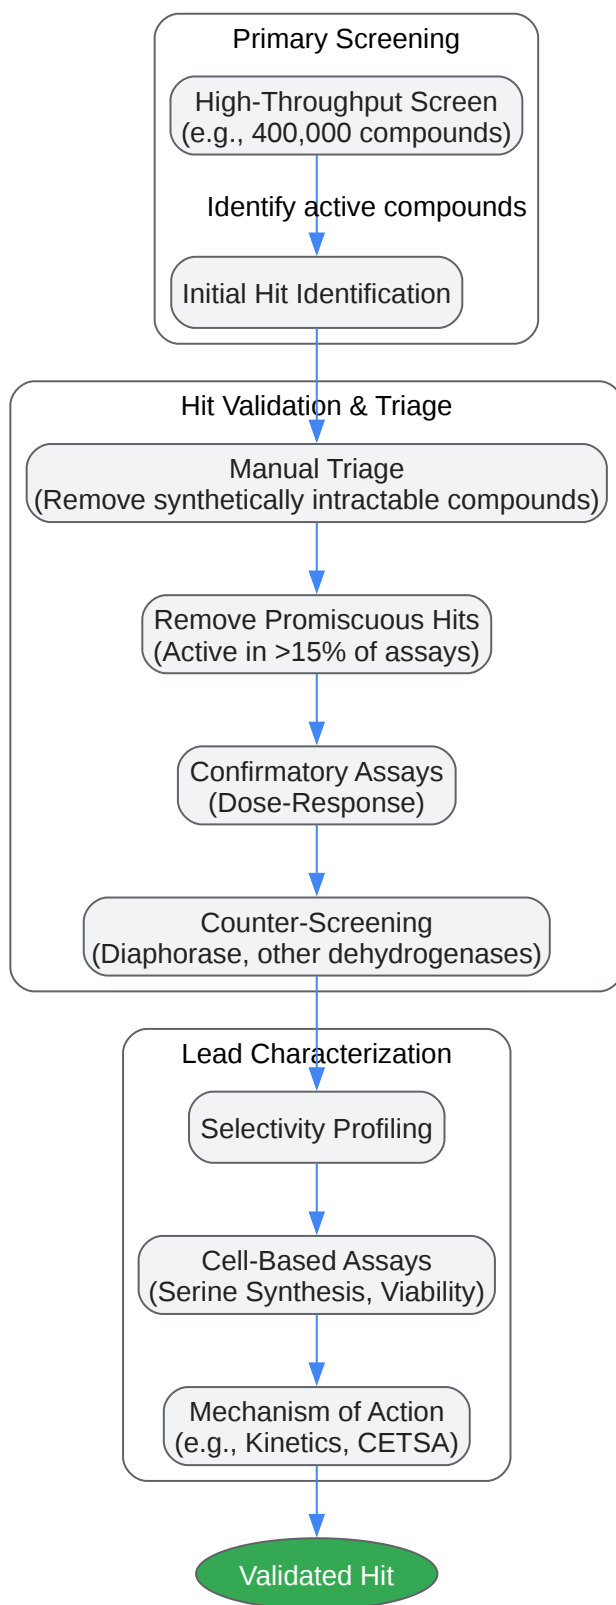 Primary Screening
High-Throughput Screen
(e.g., 400,000 compounds)
Identify active compounds
Initial Hit Identification
Hit Validation & Triage
Manual Triage
(Remove synthetically intractable compounds)
Remove Promiscuous Hits
(Active in >15% of assays)
Confirmatory Assays
(Dose-Response)
Counter-Screening
(Diaphorase, other dehydrogenases)
Lead Characterization
Selectivity Profiling
Cell-Based Assays
(Serine Synthesis, Viability)
Mechanism of Action
(e.g., Kinetics, CETSA)
Validated Hit